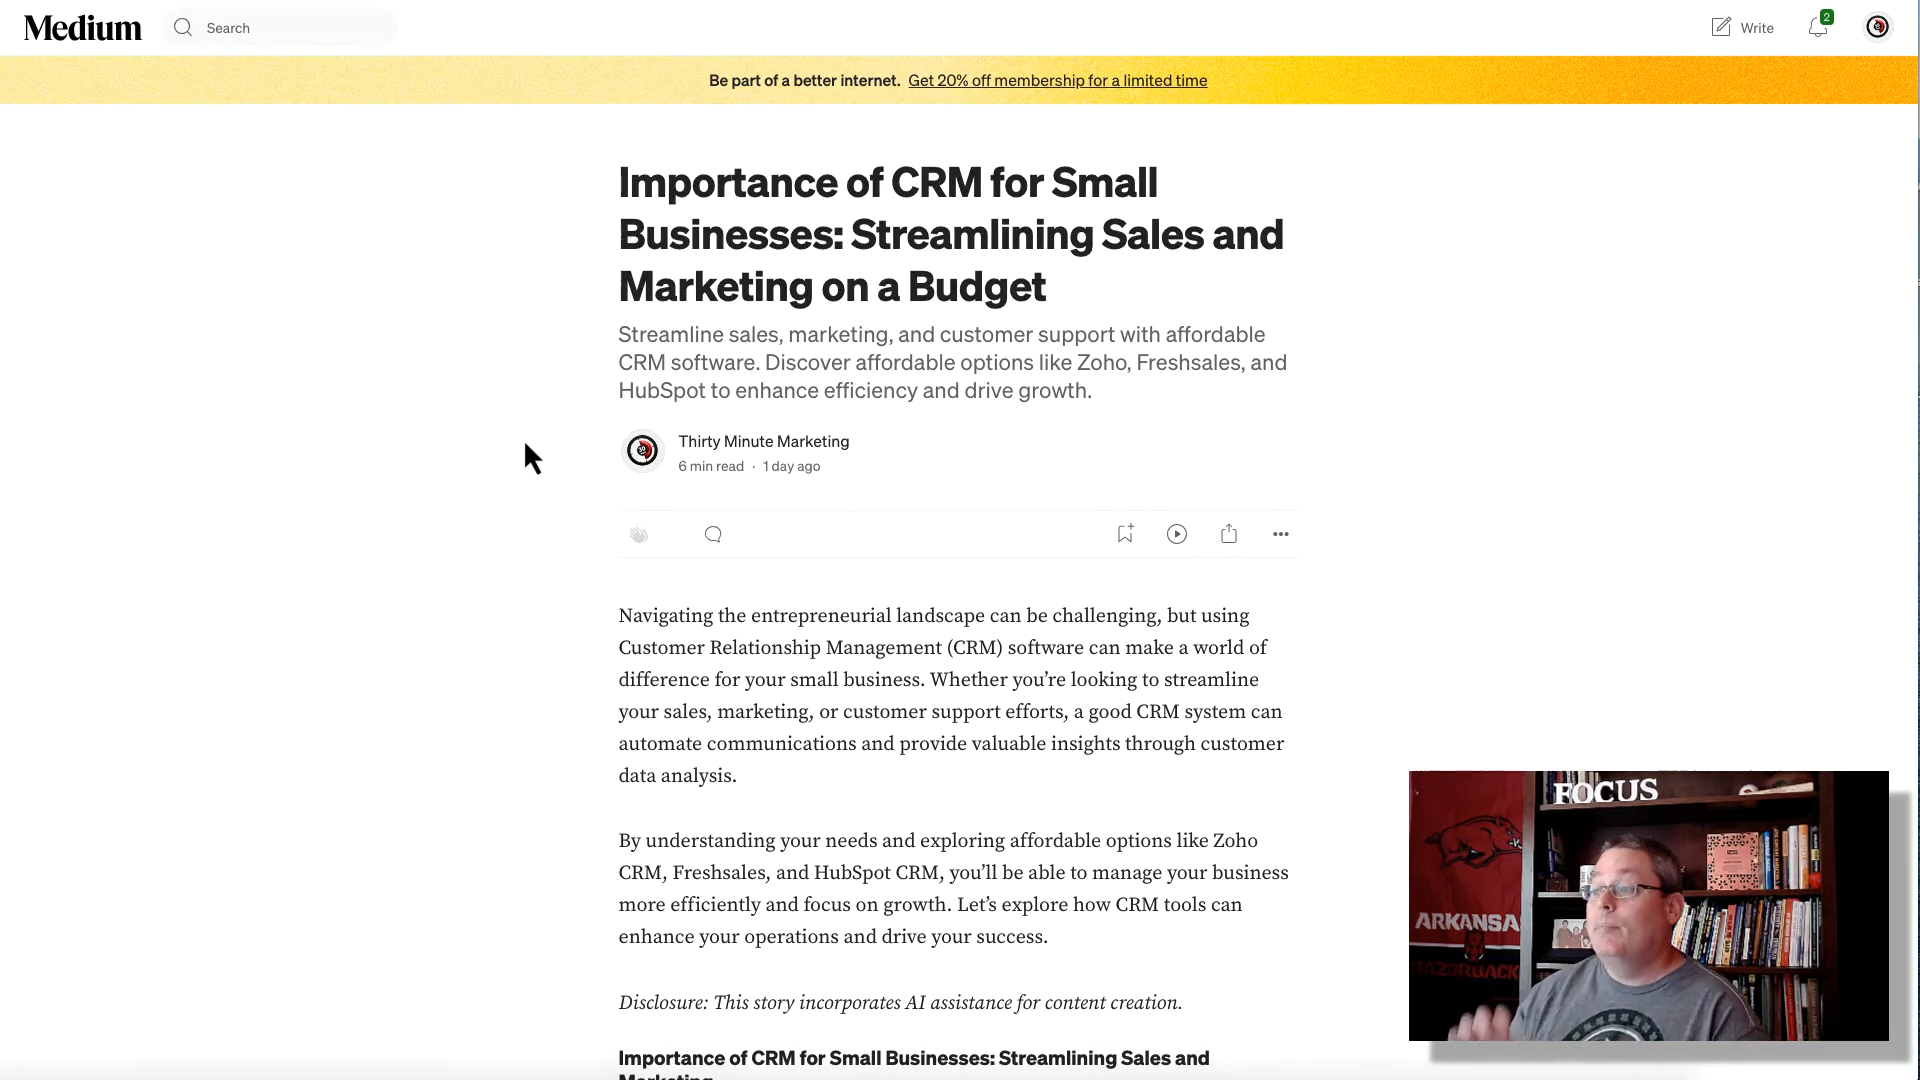 Medium
Search
Write
2
Be part of a better internet. Get 20% off membership for a limited time
Importance of CRM for Small
Businesses: Streamlining Sales and
Marketing on a Budget
Streamline sales, marketing, and customer support with affordable
CRM software. Discover affordable options like Zoho, Freshsales, and
HubSpot to enhance efficiency and drive growth.
Thirty Minute Marketing
6 min read · 1 day ago
Navigating the entrepreneurial landscape can be challenging, but using
Customer Relationship Management (CRM) software can make a world of
difference for your small business. Whether you’re looking to streamline
your sales, marketing, or customer support efforts, a good CRM system can
automate communications and provide valuable insights through customer
data analysis.
By understanding your needs and exploring affordable options like Zoho
CRM, Freshsales, and HubSpot CRM, you’ll be able to manage your business
more efficiently and focus on growth. Let’s explore how CRM tools can
enhance your operations and drive your success.
Disclosure: This story incorporates AI assistance for content creation.
Importance of CRM for Small Businesses: Streamlining Sales and
Marketing
FOCUS
ARKANSA
RAZORBACK